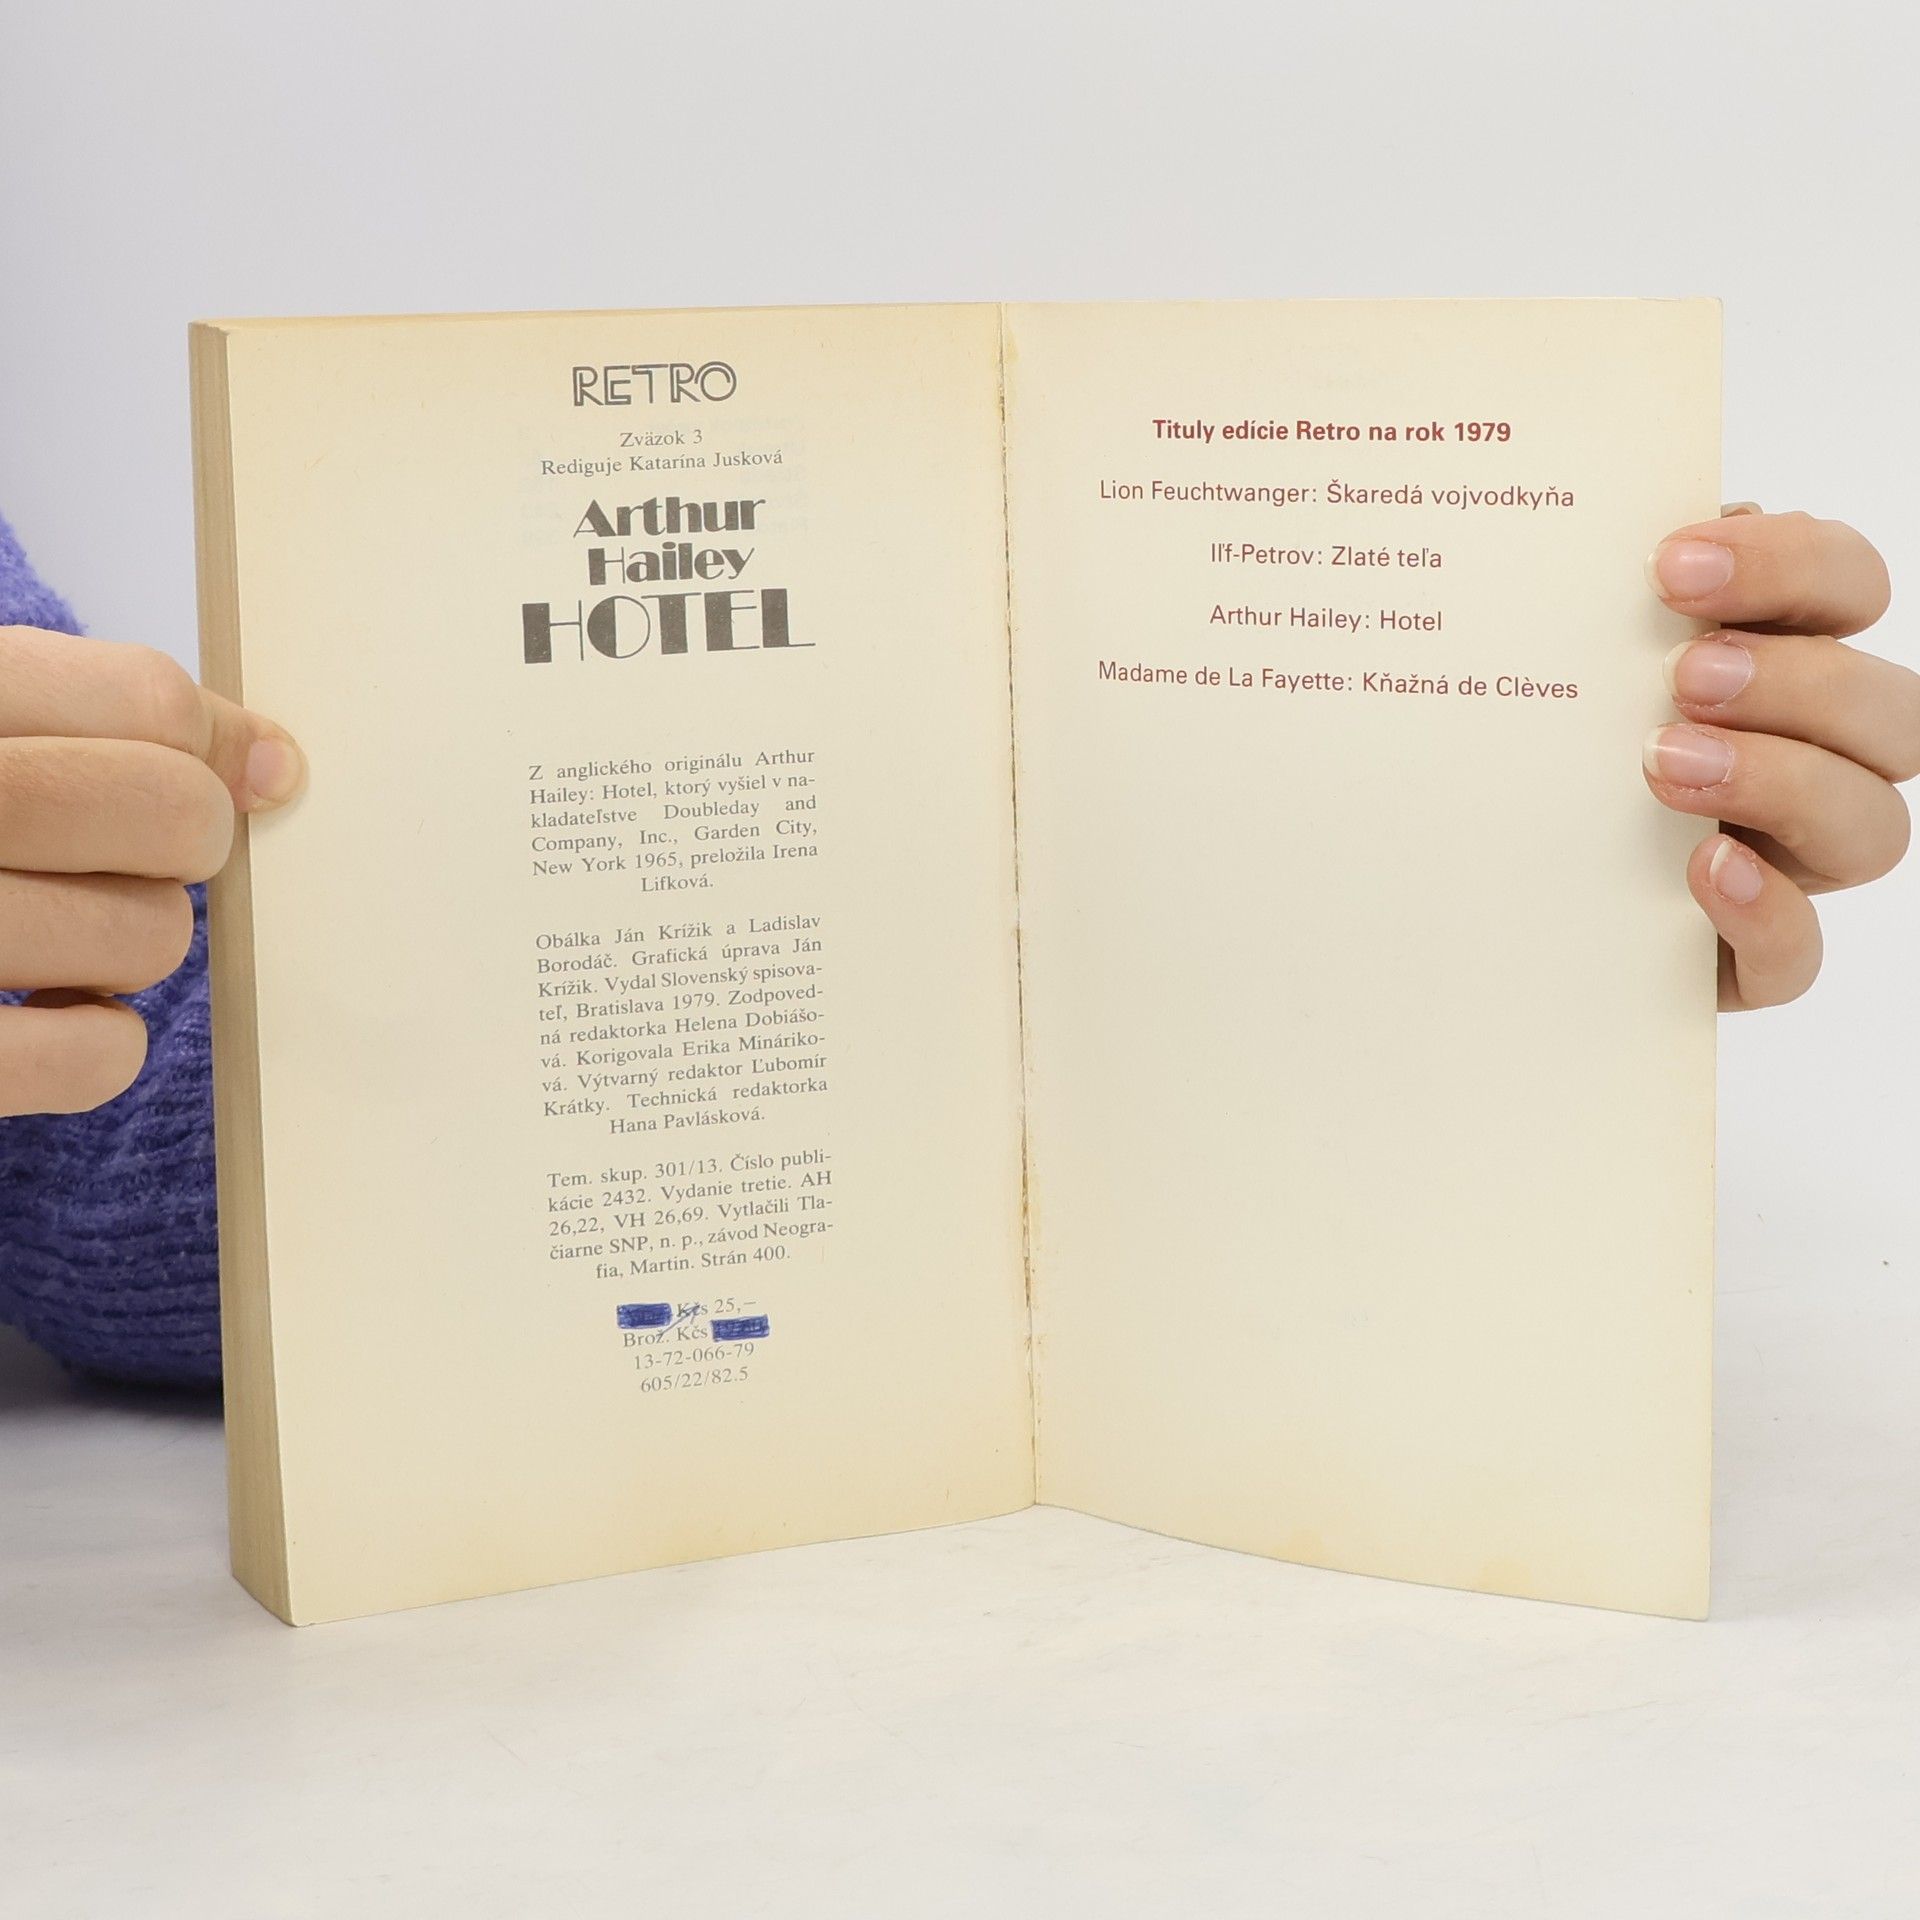 RETRO
Zväzok 3
Rediguje Katarína Jusková
Arthur
Hailey
HOTEL
Z anglického originálu Arthur
Hailey: Hotel, ktorý vyšiel v na-
kladateľstve Doubleday and
Company, Inc., Garden City,
New York 1965, preložila Irena
Lifková.
Obálka Ján Krížik a Ladislav
Borodáč. Grafická úprava Ján
Krížik. Vydal Slovenský spisova-
teľ, Bratislava 1979. Zodpoved-
ná redaktorka Helena Dobiášo-
vá. Korigovala Erika Mináriko-
vá. Výtvarný redaktor Ľubomír
Krátky. Technická redaktorka
Hana Pavlásková.
Tem. skup. 301/13. Číslo publi-
kácie 2432. Vydanie tretie. AH
26,22, VH 26,69. Vytlačili Tla-
čiarne SNP, n. p., závod Neogra-
fia, Martin. Strán 400.
Kčs 25,—
Brož. Kčs
13-72-066-79
605/22/82.5
Tituly edície Retro na rok 1979
Lion Feuchtwanger: Škaredá vojvodkyňa
Iľf-Petrov: Zlaté teľa
Arthur Hailey: Hotel
Madame de La Fayette: Kňažná de Clèves